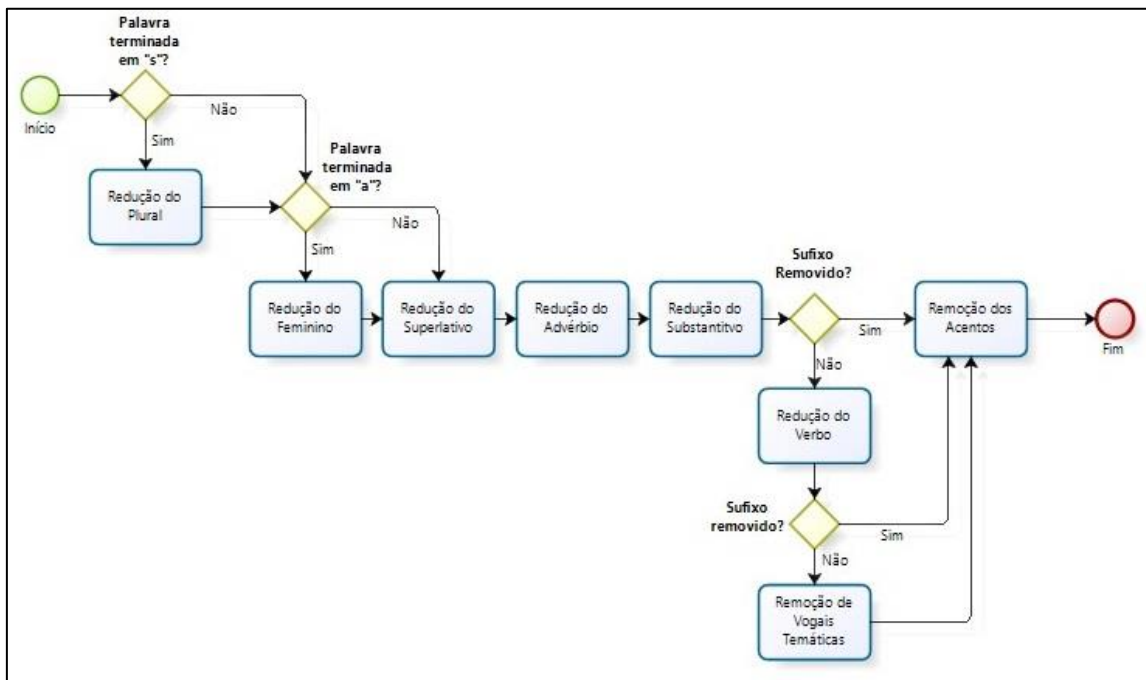 Palavra
terminada
em "s"?
Início
Não
Sim
Redução do
Plural
Palavra
terminada
em "a"?
Não
Sim
Redução do
Feminino
Redução do
Superlativo
Redução do
Advérbio
Redução do
Substantitvo
Sufixo
Removido?
Sim
Não
Remoção dos
Acentos
Fim
Redução do
Verbo
Sufixo
removido?
Sim
Não
Remoção de
Vogais
Temáticas